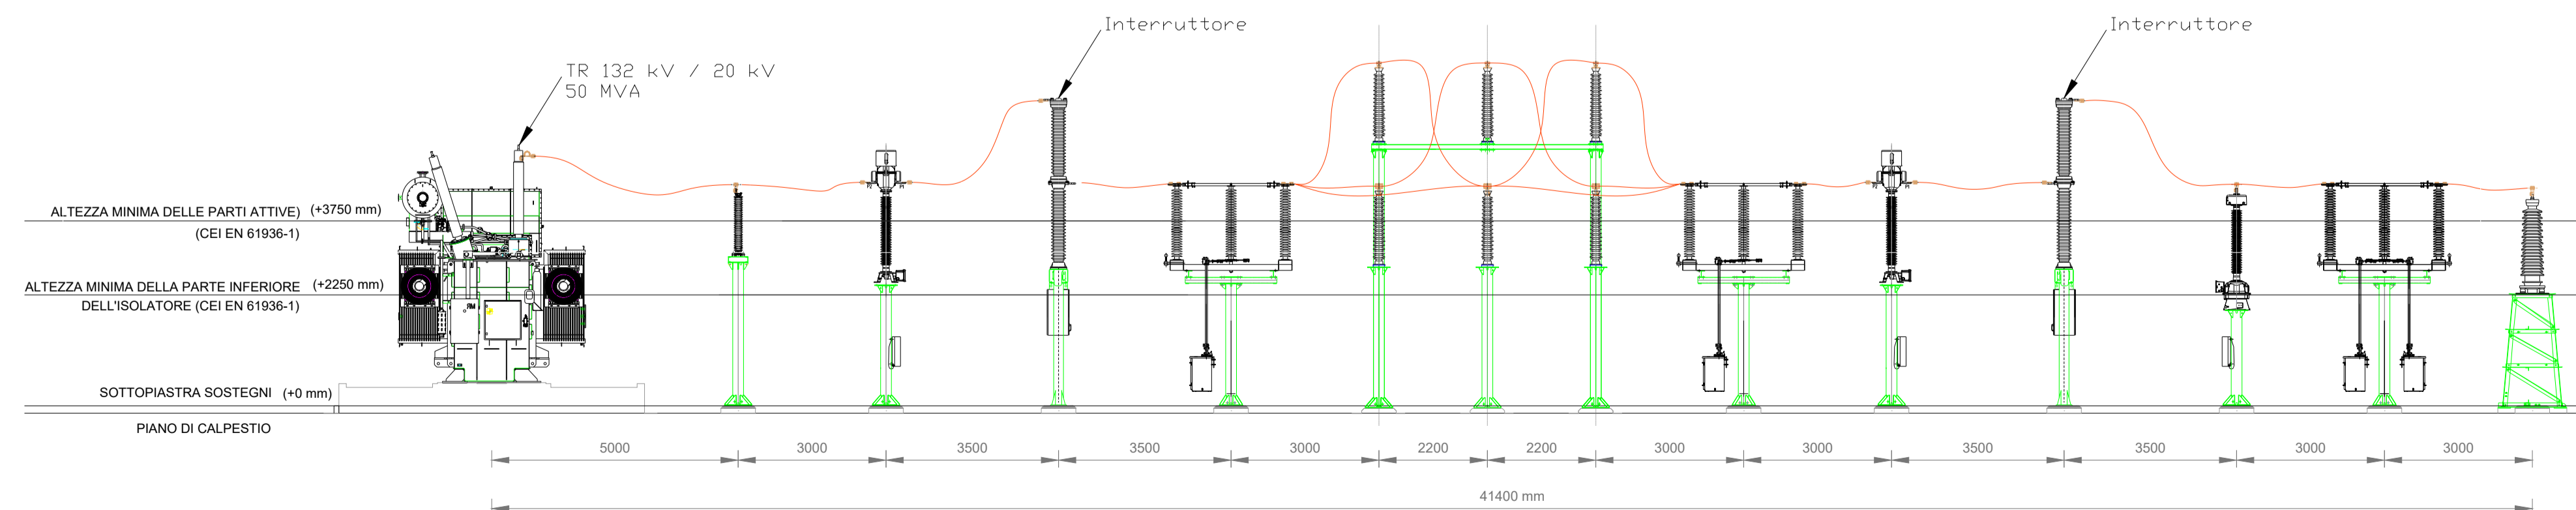 Interruttore
Interruttore
TR 132 kV / 20 kV
50 MVA
ALTEZZA MINIMA DELLE PARTI ATTIVE) (+3750 mm)
(CEI EN 61936-1)
ALTEZZA MINIMA DELLA PARTE INFERIORE (+2250 mm)
DELL'ISOLATORE (CEI EN 61936-1)
SOTTOPIASTRA SOSTEGNI (+0 mm)
PIANO DI CALPESTIO
5000 3000 3500 3500 3000 2200 2200 3000 3000 3500 3500 3000 3000
41400 mm